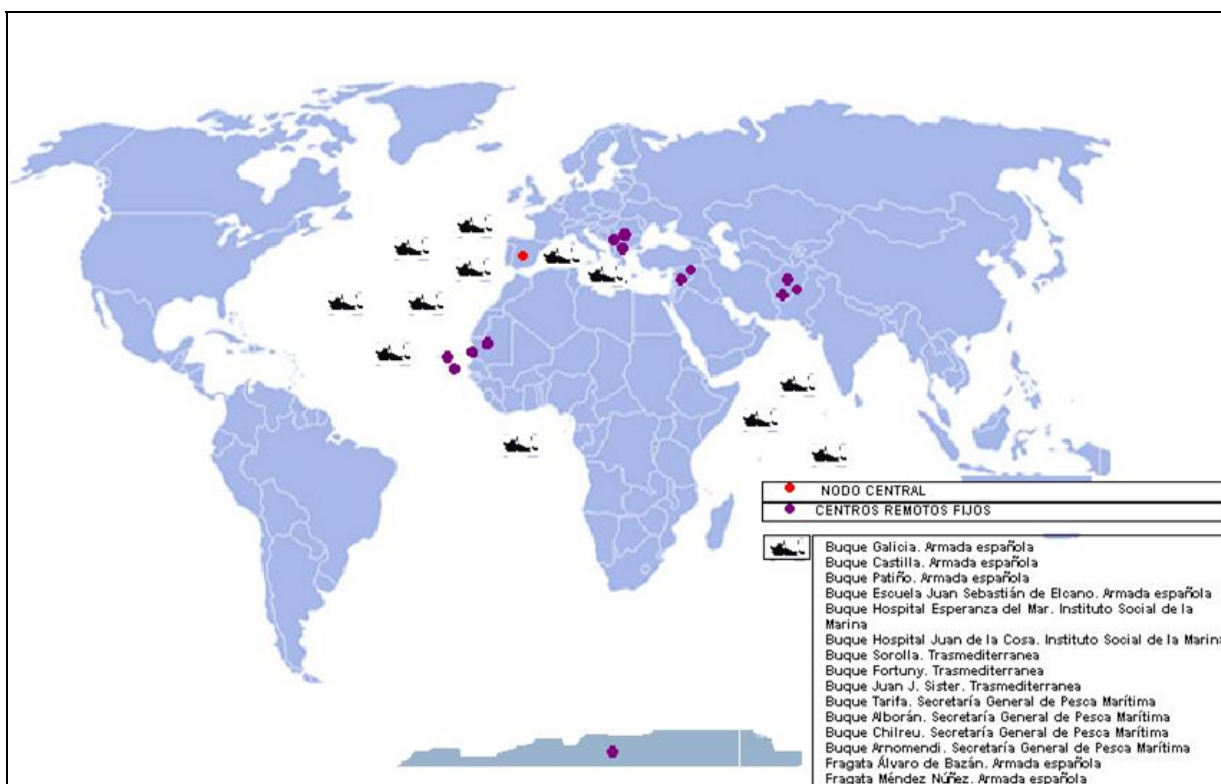 NODO CENTRAL
CENTROS REMOTOS FIJOS
Buque Galicia. Armada española
Buque Castilla. Armada española
Buque Patiño. Armada española
Buque Escuela Juan Sebastián de Elcano. Armada española
Buque Hospital Esperanza del Mar. Instituto Social de la
Marina
Buque Hospital Juan de la Cosa. Instituto Social de la Marina
Buque Sorolla. Trasmediterranea
Buque Fortuny. Trasmediterranea
Buque Juan J. Sister. Trasmediterranea
Buque Tarifa. Secretaría General de Pesca Marítima
Buque Alborán. Secretaría General de Pesca Marítima
Buque Chilreu. Secretaría General de Pesca Marítima
Buque Arnomendi. Secretaría General de Pesca Marítima
Fragata Álvaro de Bazán. Armada española
Fragata Méndez Núñez. Armada española